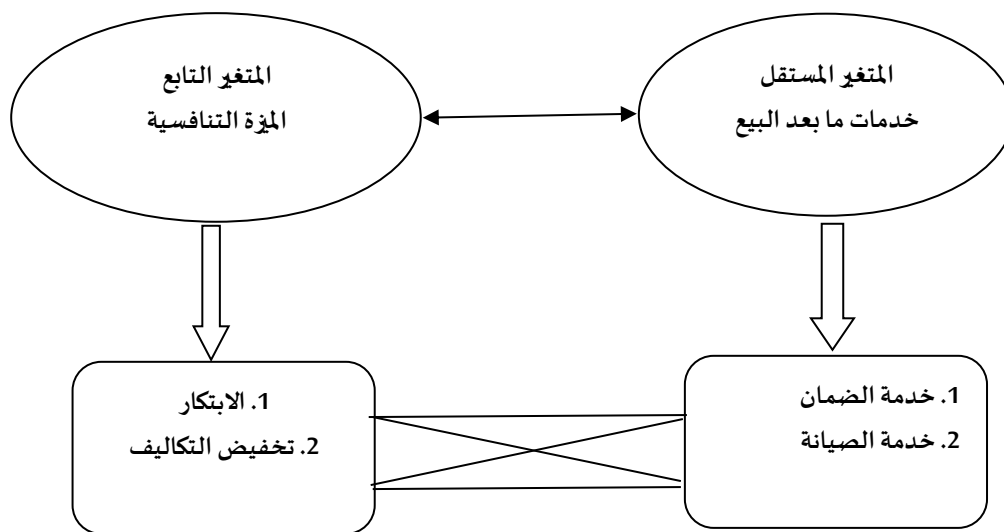 المتغير المستقل
خدمات ما بعد البيع
المتغير التابع
الميزة التنافسية
1. خدمة الضمان
2. خدمة الصيانة
1. الابتكار
2. تخفيض التكاليف